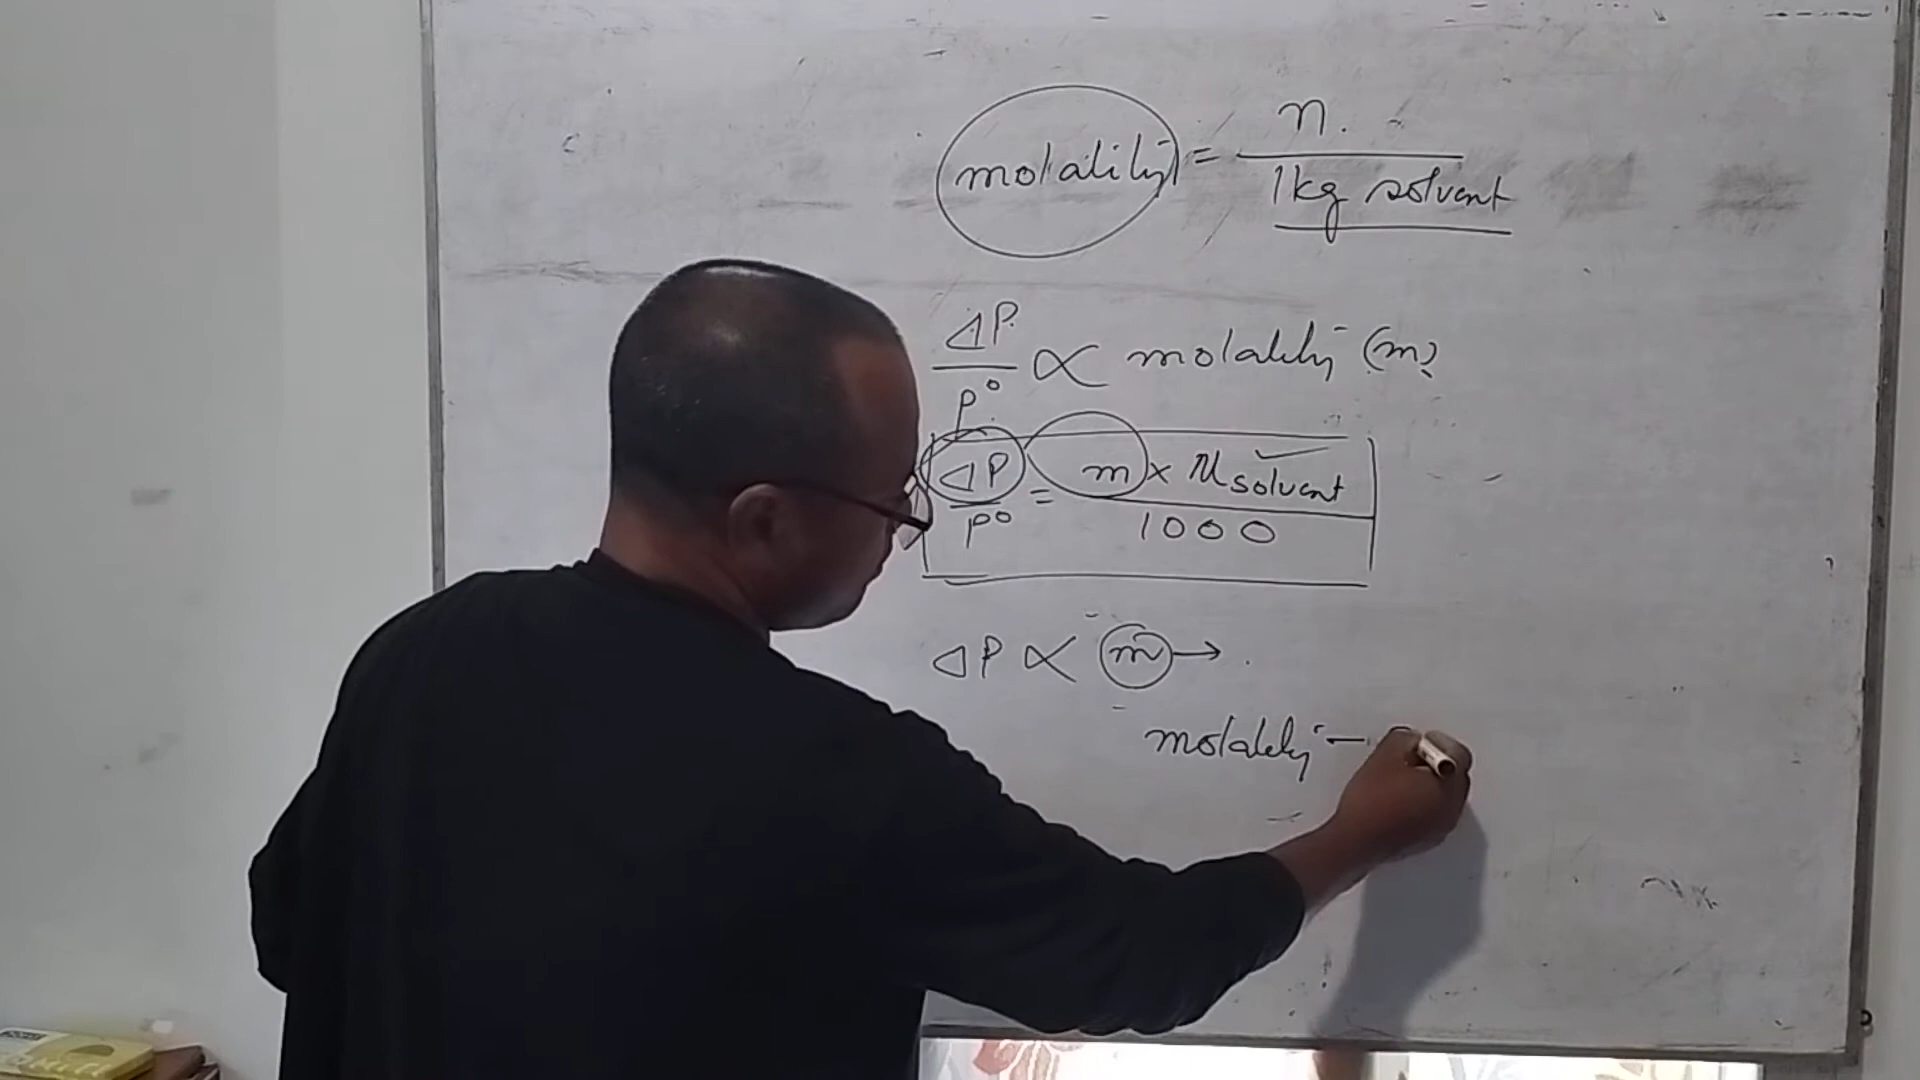 molality = n.
1kg solvent
ΔP
P° ∝ molality (m)
ΔP
P° = m × M solvent
1000
ΔP ∝ m →
molality -